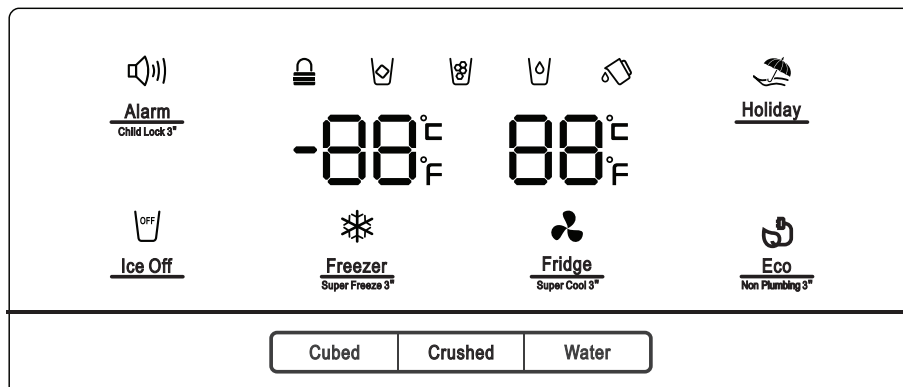 Alarm
Child Lock 3"
Holiday
-88 °C °F
88 °C °F
OFF
Ice Off
Freezer
Super Freeze 3"
Fridge
Super Cool 3"
Eco
Non Plumbing 3"
Cubed
Crushed
Water